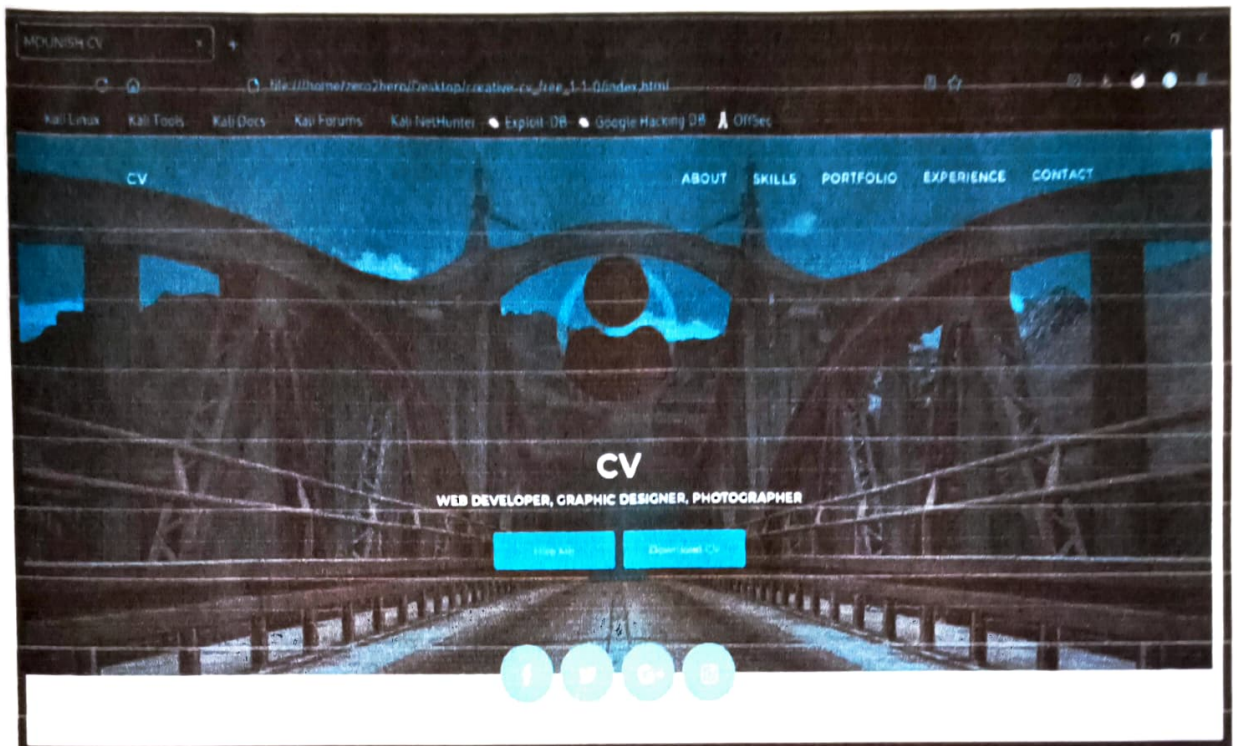 MOUNISH CV
file:///home/zero2hero/Desktop/creative-cv_free_1-1-0/index.html
Kali Linux Kali Tools Kali Docs Kali Forums Kali NetHunter Exploit-DB Google Hacking DB OffSec
CV ABOUT SKILLS PORTFOLIO EXPERIENCE CONTACT
CV
WEB DEVELOPER, GRAPHIC DESIGNER, PHOTOGRAPHER
Hire Me Download CV